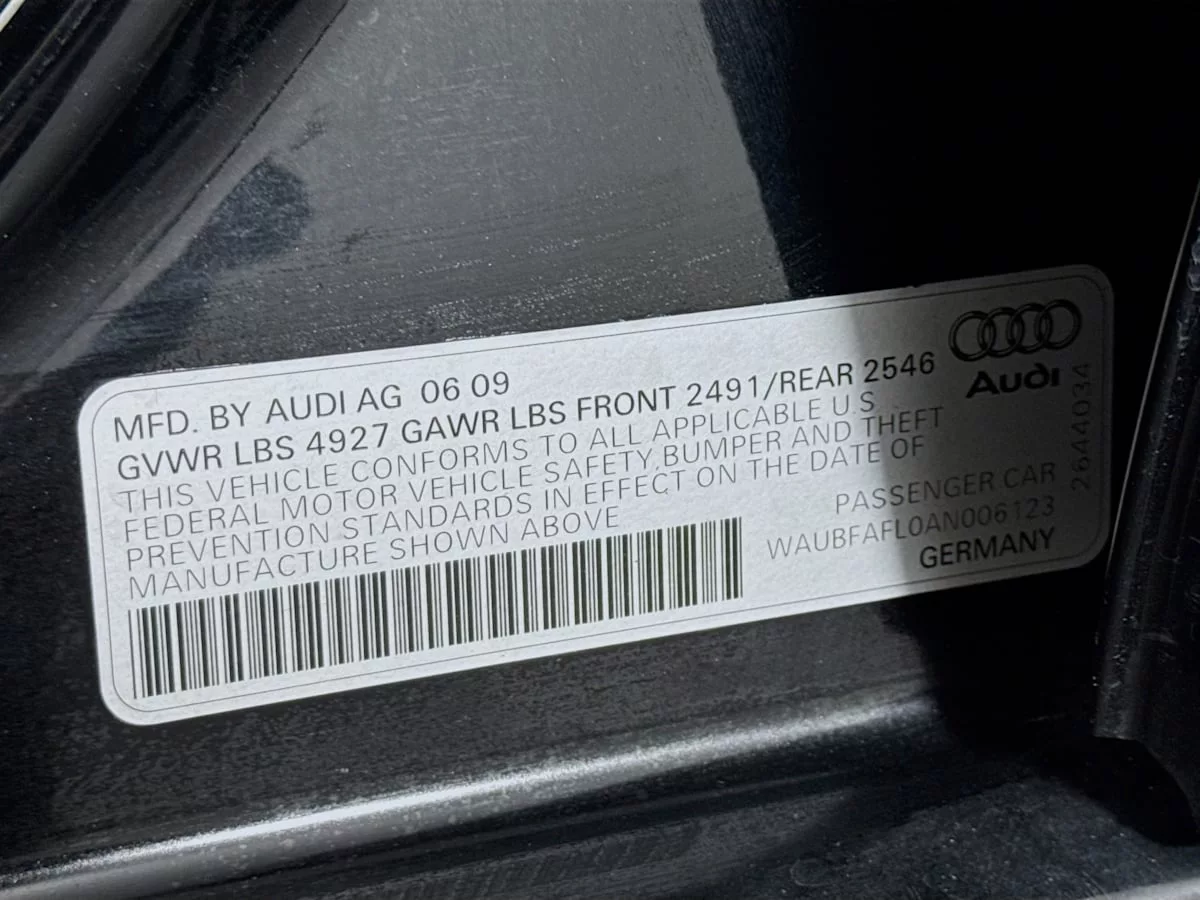 MFD. BY AUDI AG 06 09
GVWR LBS 4927 GAWR LBS FRONT 2491/REAR 2546
THIS VEHICLE CONFORMS TO ALL APPLICABLE U.S
FEDERAL MOTOR VEHICLE SAFETY, BUMPER AND THEFT
PREVENTION STANDARDS IN EFFECT ON THE DATE OF
MANUFACTURE SHOWN ABOVE
Audi
2644034
PASSENGER CAR
WAUBFAFL0AN006123
GERMANY